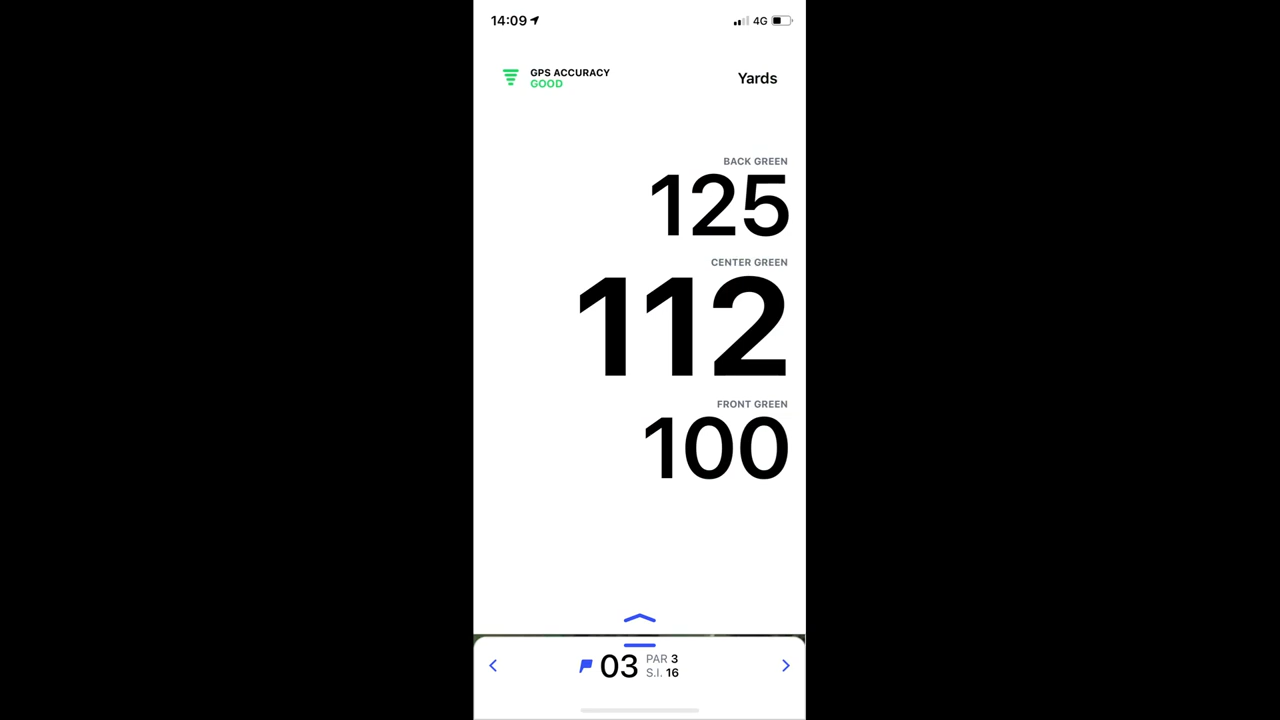 14:09 4G
GPS ACCURACY
GOOD
Yards
BACK GREEN
125
CENTER GREEN
112
FRONT GREEN
100
03
PAR 3
S.I. 16